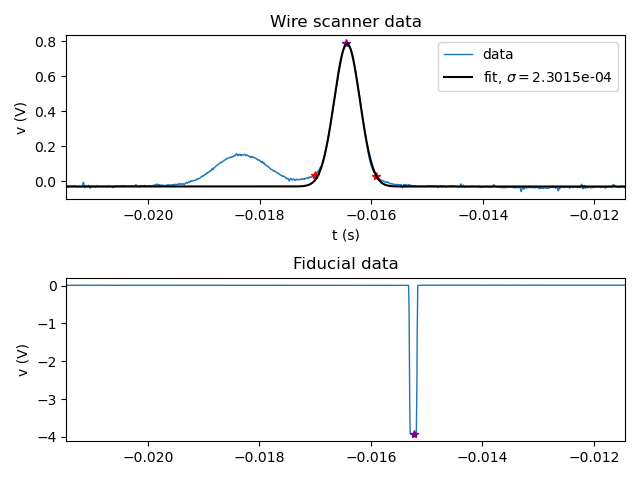 Wire scanner data
v (V)
0.8
0.6
0.4
0.2
0.0
data
fit, σ = 2.3015e-04
−0.020 −0.018 −0.016 −0.014 −0.012
t (s)
Fiducial data
v (V)
0
−1
−2
−3
−4
−0.020 −0.018 −0.016 −0.014 −0.012